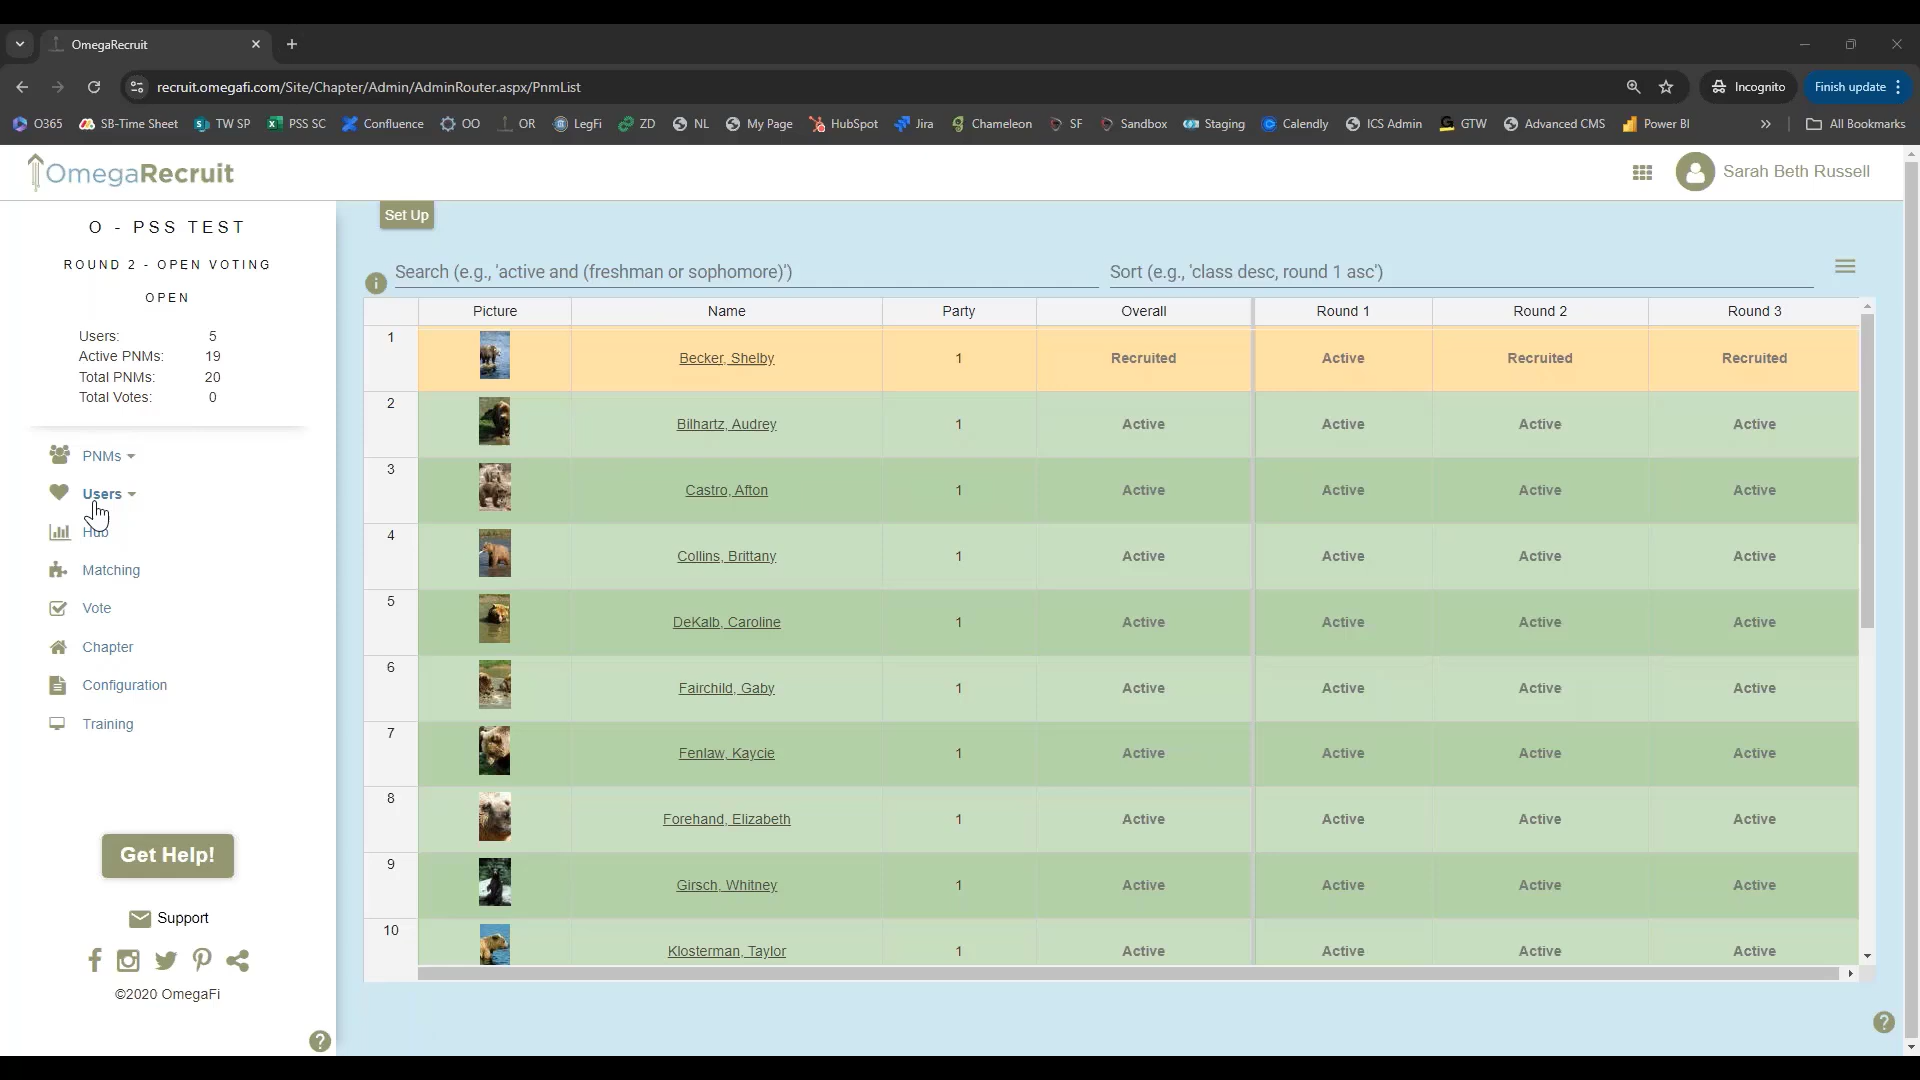 OmegaRecruit
recruit.omegafi.com/Site/Chapter/Admin/AdminRouter.aspx/PnmList
Incognito
Finish update
O365 SB-Time Sheet TW SP PSS SC Confluence OO OR LegFi ZD NL My Page HubSpot Jira Chameleon SF Sandbox Staging Calendly ICS Admin GTW Advanced CMS Power BI » All Bookmarks
OmegaRecruit
Sarah Beth Russell
O - PSS TEST
ROUND 2 - OPEN VOTING
OPEN
Users: 5
Active PNMs: 19
Total PNMs: 20
Total Votes: 0
PNMs
Users
Hub
Matching
Vote
Chapter
Configuration
Training
Get Help!
Support
©2020 OmegaFi
?
Set Up
i Search (e.g., 'active and (freshman or sophomore)') Sort (e.g., 'class desc, round 1 asc')
Picture Name Party Overall Round 1 Round 2 Round 3
1 Becker, Shelby 1 Recruited Active Recruited Recruited
2 Bilhartz, Audrey 1 Active Active Active Active
3 Castro, Afton 1 Active Active Active Active
4 Collins, Brittany 1 Active Active Active Active
5 DeKalb, Caroline 1 Active Active Active Active
6 Fairchild, Gaby 1 Active Active Active Active
7 Fenlaw, Kaycie 1 Active Active Active Active
8 Forehand, Elizabeth 1 Active Active Active Active
9 Girsch, Whitney 1 Active Active Active Active
10 Klosterman, Taylor 1 Active Active Active Active
?